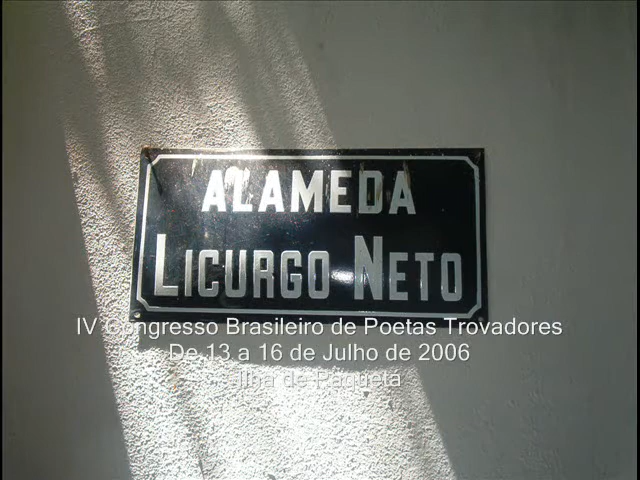 ALAMEDA
LICURGO NETO
IV Congresso Brasileiro de Poetas Trovadores
De 13 a 16 de Julho de 2006
Ilha de Paquetá